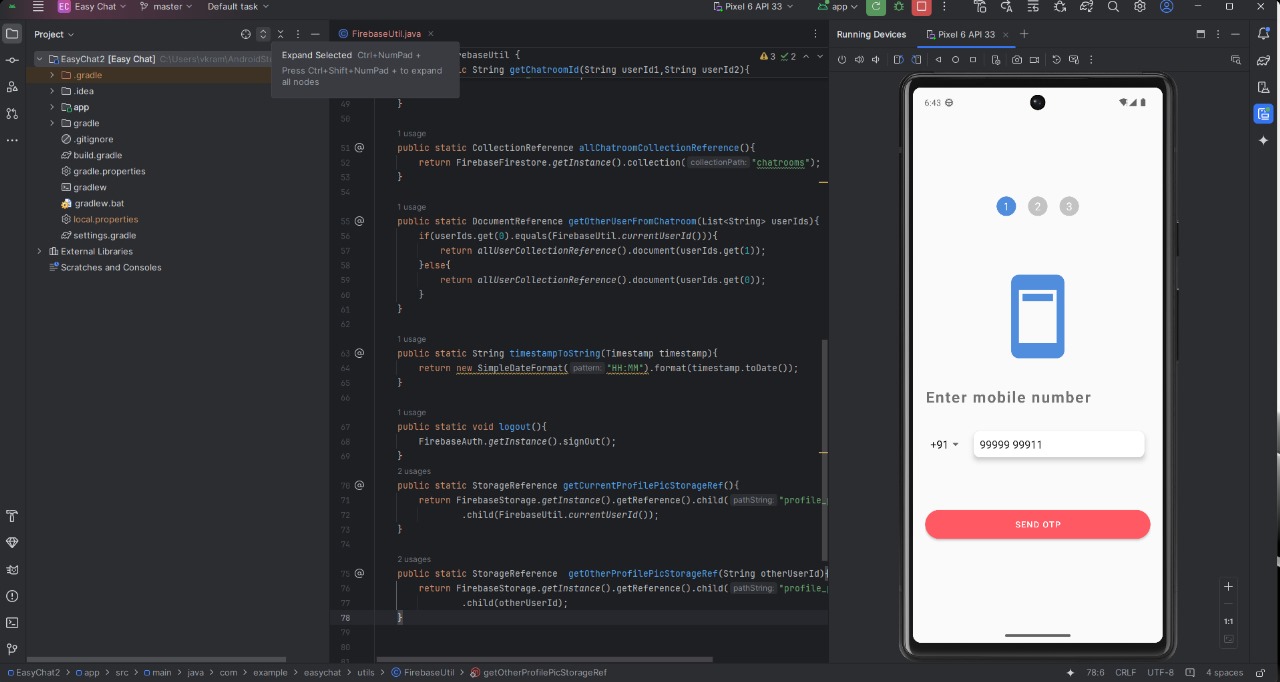 EC Easy Chat master Default task Pixel 6 API 33 app
Project
FirebaseUtil.java
Running Devices Pixel 6 API 33
EasyChat2 [Easy Chat] C:\Users\vkram\AndroidSt
.gradle
.idea
app
gradle
.gitignore
build.gradle
gradle.properties
gradlew
gradlew.bat
local.properties
settings.gradle
External Libraries
Scratches and Consoles
Expand Selected Ctrl+NumPad +
Press Ctrl+Shift+NumPad + to expand
all nodes
rebaseUtil {
3 2
c String getChatroomId(String userId1,String userId2){
49 }
50
1 usage
51 @ public static CollectionReference allChatroomCollectionReference(){
52 return FirebaseFirestore.getInstance().collection( collectionPath: "chatrooms");
53 }
54
1 usage
55 @ public static DocumentReference getOtherUserFromChatroom(List<String> userIds){
56 if(userIds.get(0).equals(FirebaseUtil.currentUserId())){
57 return allUserCollectionReference().document(userIds.get(1));
58 }else{
59 return allUserCollectionReference().document(userIds.get(0));
60 }
61 }
62
1 usage
63 @ public static String timestampToString(Timestamp timestamp){
64 return new SimpleDateFormat( pattern: "HH:MM").format(timestamp.toDate());
65 }
66
1 usage
67 public static void logout(){
68 FirebaseAuth.getInstance().signOut();
69 }
2 usages
70 @ public static StorageReference getCurrentProfilePicStorageRef(){
71 return FirebaseStorage.getInstance().getReference().child( pathString: "profile_
72 .child(FirebaseUtil.currentUserId());
73 }
74
2 usages
75 @ public static StorageReference getOtherProfilePicStorageRef(String otherUserId){
76 return FirebaseStorage.getInstance().getReference().child( pathString: "profile_
77 .child(otherUserId);
78 }
79
80
81
6:43
1 2 3
Enter mobile number
+91 99999 99911
SEND OTP
1:1
EasyChat2 > app > src > main > java > com > example > easychat > utils > FirebaseUtil > getOtherProfilePicStorageRef
78:6 CRLF UTF-8 4 spaces